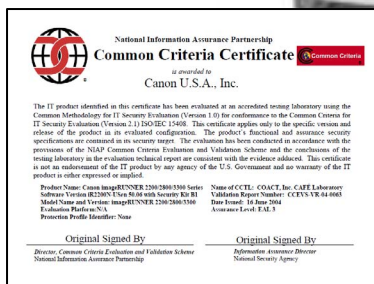 National Information Assurance Partnership
Common Criteria Certificate
Common Criteria
is awarded to
Canon U.S.A., Inc.
The IT product identified in this certificate has been evaluated at an accredited testing laboratory using the
Common Methodology for IT Security Evaluation (Version 1.0) for conformance to the Common Criteria for
IT Security Evaluation (Version 2.1) ISO/IEC 15408. This certificate applies only to the specific version and
release of the product in its evaluated configuration. The product's functional and assurance security
specifications are contained in its security target. The evaluation has been conducted in accordance with the
provisions of the NIAP Common Criteria Evaluation and Validation Scheme and the conclusions of the
testing laboratory in the evaluation technical report are consistent with the evidence adduced. This certificate
is not an endorsement of the IT product by any agency of the U.S. Government and no warranty of the IT
product is either expressed or implied.
Product Name: Canon imageRUNNER 2200/2800/3300 Series
Software Version iR2200N-USen 50.06 with Security Kit B1
Model Name and Version: imageRUNNER 2200/2800/3300
Evaluation Platform:N/A
Protection Profile Identifier: None
Name of CCTL: COACT, Inc. CAFÉ Laboratory
Validation Report Number: CCEVS-VR-04-0063
Date Issued: 16 June 2004
Assurance Level: EAL 3
Original Signed By
Director, Common Criteria Evaluation and Validation Scheme
National Information Assurance Partnership
Original Signed By
Information Assurance Director
National Security Agency